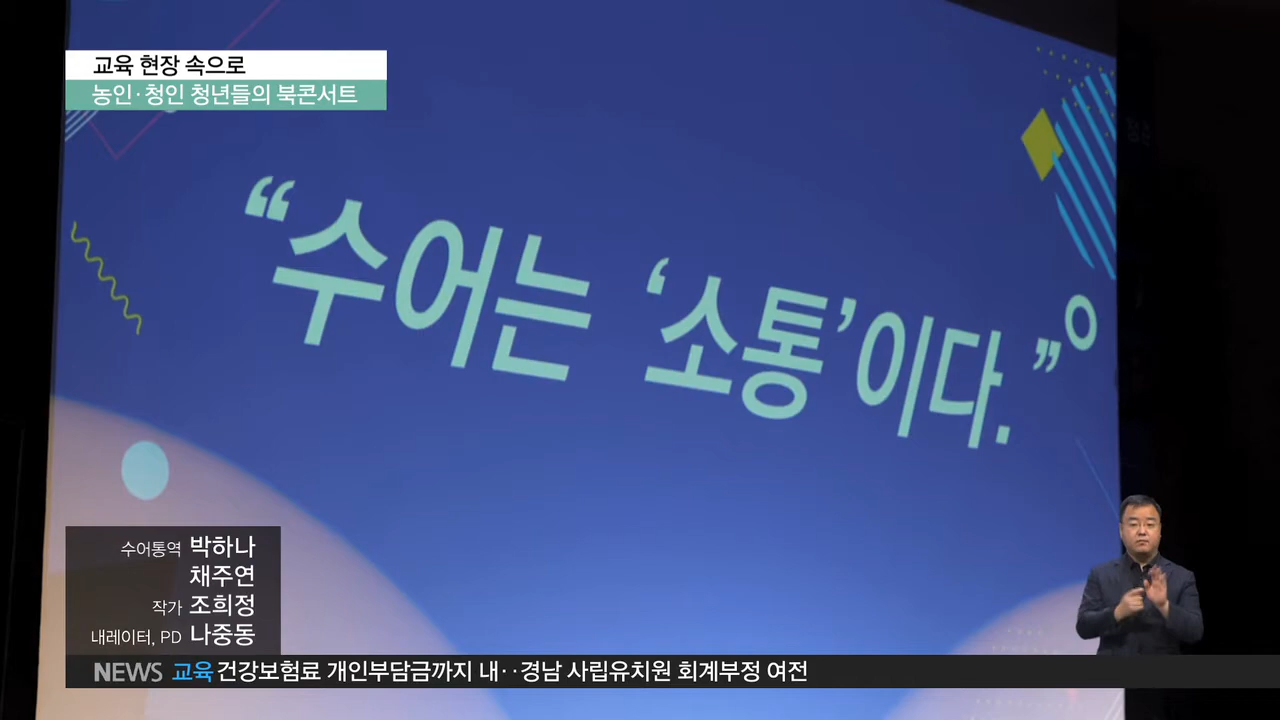 교육 현장 속으로
농인·청인 청년들의 북콘서트
“수어는 ‘소통’이다.”
수어통역 박하나
채주연
작가 조희정
내레이터, PD 나중동
NEWS 교육 건강보험료 개인부담금까지 내‥경남 사립유치원 회계부정 여전